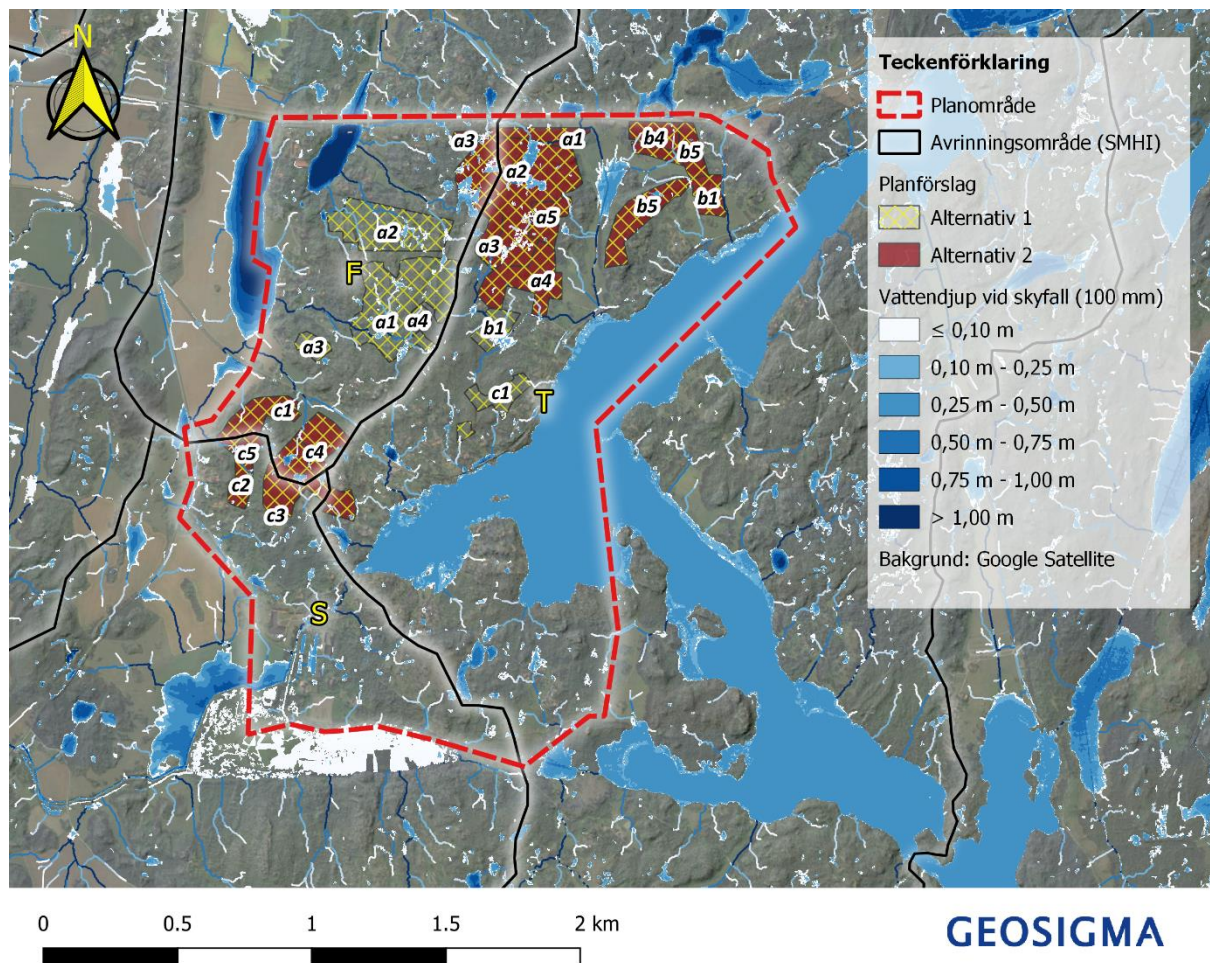 N
a3
a1
b4
a2
b5
b5
b1
a2
a5
a3
F
a4
a1
a4
b1
a3
c1
T
c1
c5
c4
c2
c3
S
Teckenförklaring
Planområde
Avrinningsområde (SMHI)
Planförslag
Alternativ 1
Alternativ 2
Vattendjup vid skyfall (100 mm)
≤ 0,10 m
0,10 m - 0,25 m
0,25 m - 0,50 m
0,50 m - 0,75 m
0,75 m - 1,00 m
> 1,00 m
Bakgrund: Google Satellite
0 0.5 1 1.5 2 km
GEOSIGMA